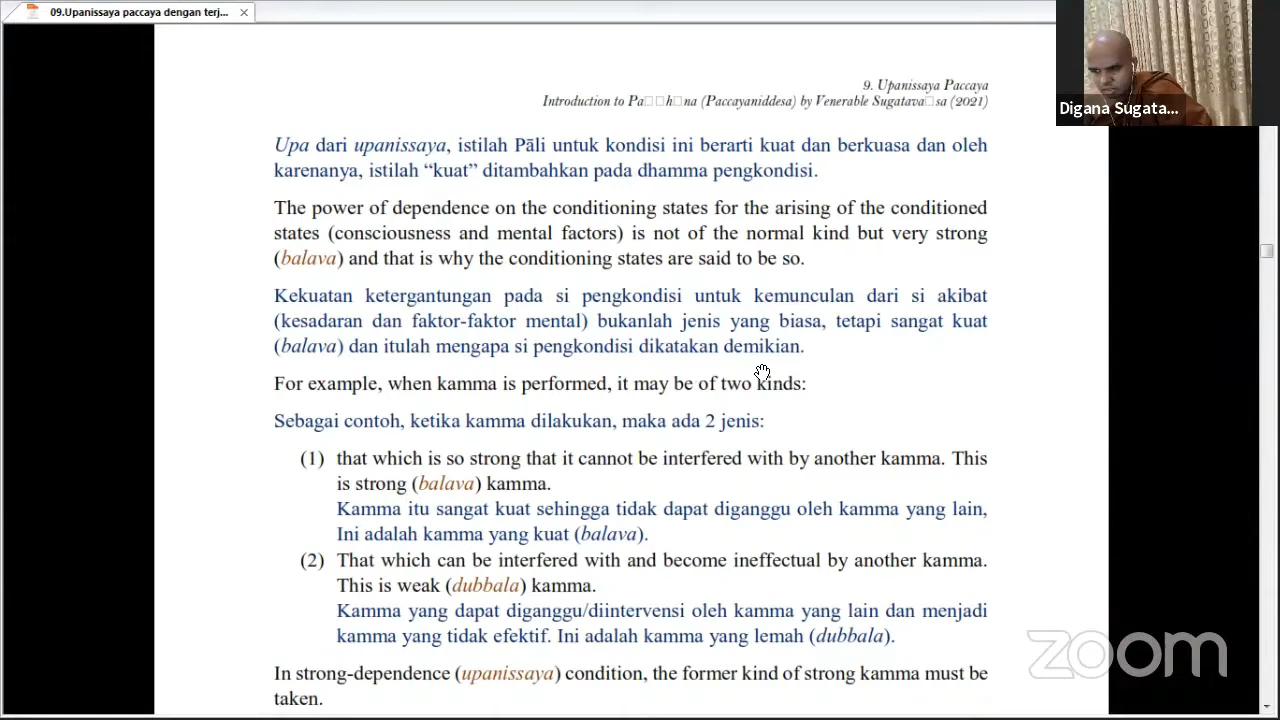 09.Upanissaya paccaya dengan terj...
Digana Sugata...
9. Upanissaya Paccaya
Introduction to Pa□□h□na (Paccayaniddesa) by Venerable Sugatava□sa (2021)
Upa dari upanissaya, istilah Pāli untuk kondisi ini berarti kuat dan berkuasa dan oleh
karenanya, istilah “kuat” ditambahkan pada dhamma pengkondisi.
The power of dependence on the conditioning states for the arising of the conditioned
states (consciousness and mental factors) is not of the normal kind but very strong
(balava) and that is why the conditioning states are said to be so.
Kekuatan ketergantungan pada si pengkondisi untuk kemunculan dari si akibat
(kesadaran dan faktor-faktor mental) bukanlah jenis yang biasa, tetapi sangat kuat
(balava) dan itulah mengapa si pengkondisi dikatakan demikian.
For example, when kamma is performed, it may be of two kinds:
Sebagai contoh, ketika kamma dilakukan, maka ada 2 jenis:
(1) that which is so strong that it cannot be interfered with by another kamma. This
is strong (balava) kamma.
Kamma itu sangat kuat sehingga tidak dapat diganggu oleh kamma yang lain,
Ini adalah kamma yang kuat (balava).
(2) That which can be interfered with and become ineffectual by another kamma.
This is weak (dubbala) kamma.
Kamma yang dapat diganggu/diintervensi oleh kamma yang lain dan menjadi
kamma yang tidak efektif. Ini adalah kamma yang lemah (dubbala).
In strong-dependence (upanissaya) condition, the former kind of strong kamma must be
taken.
zoom